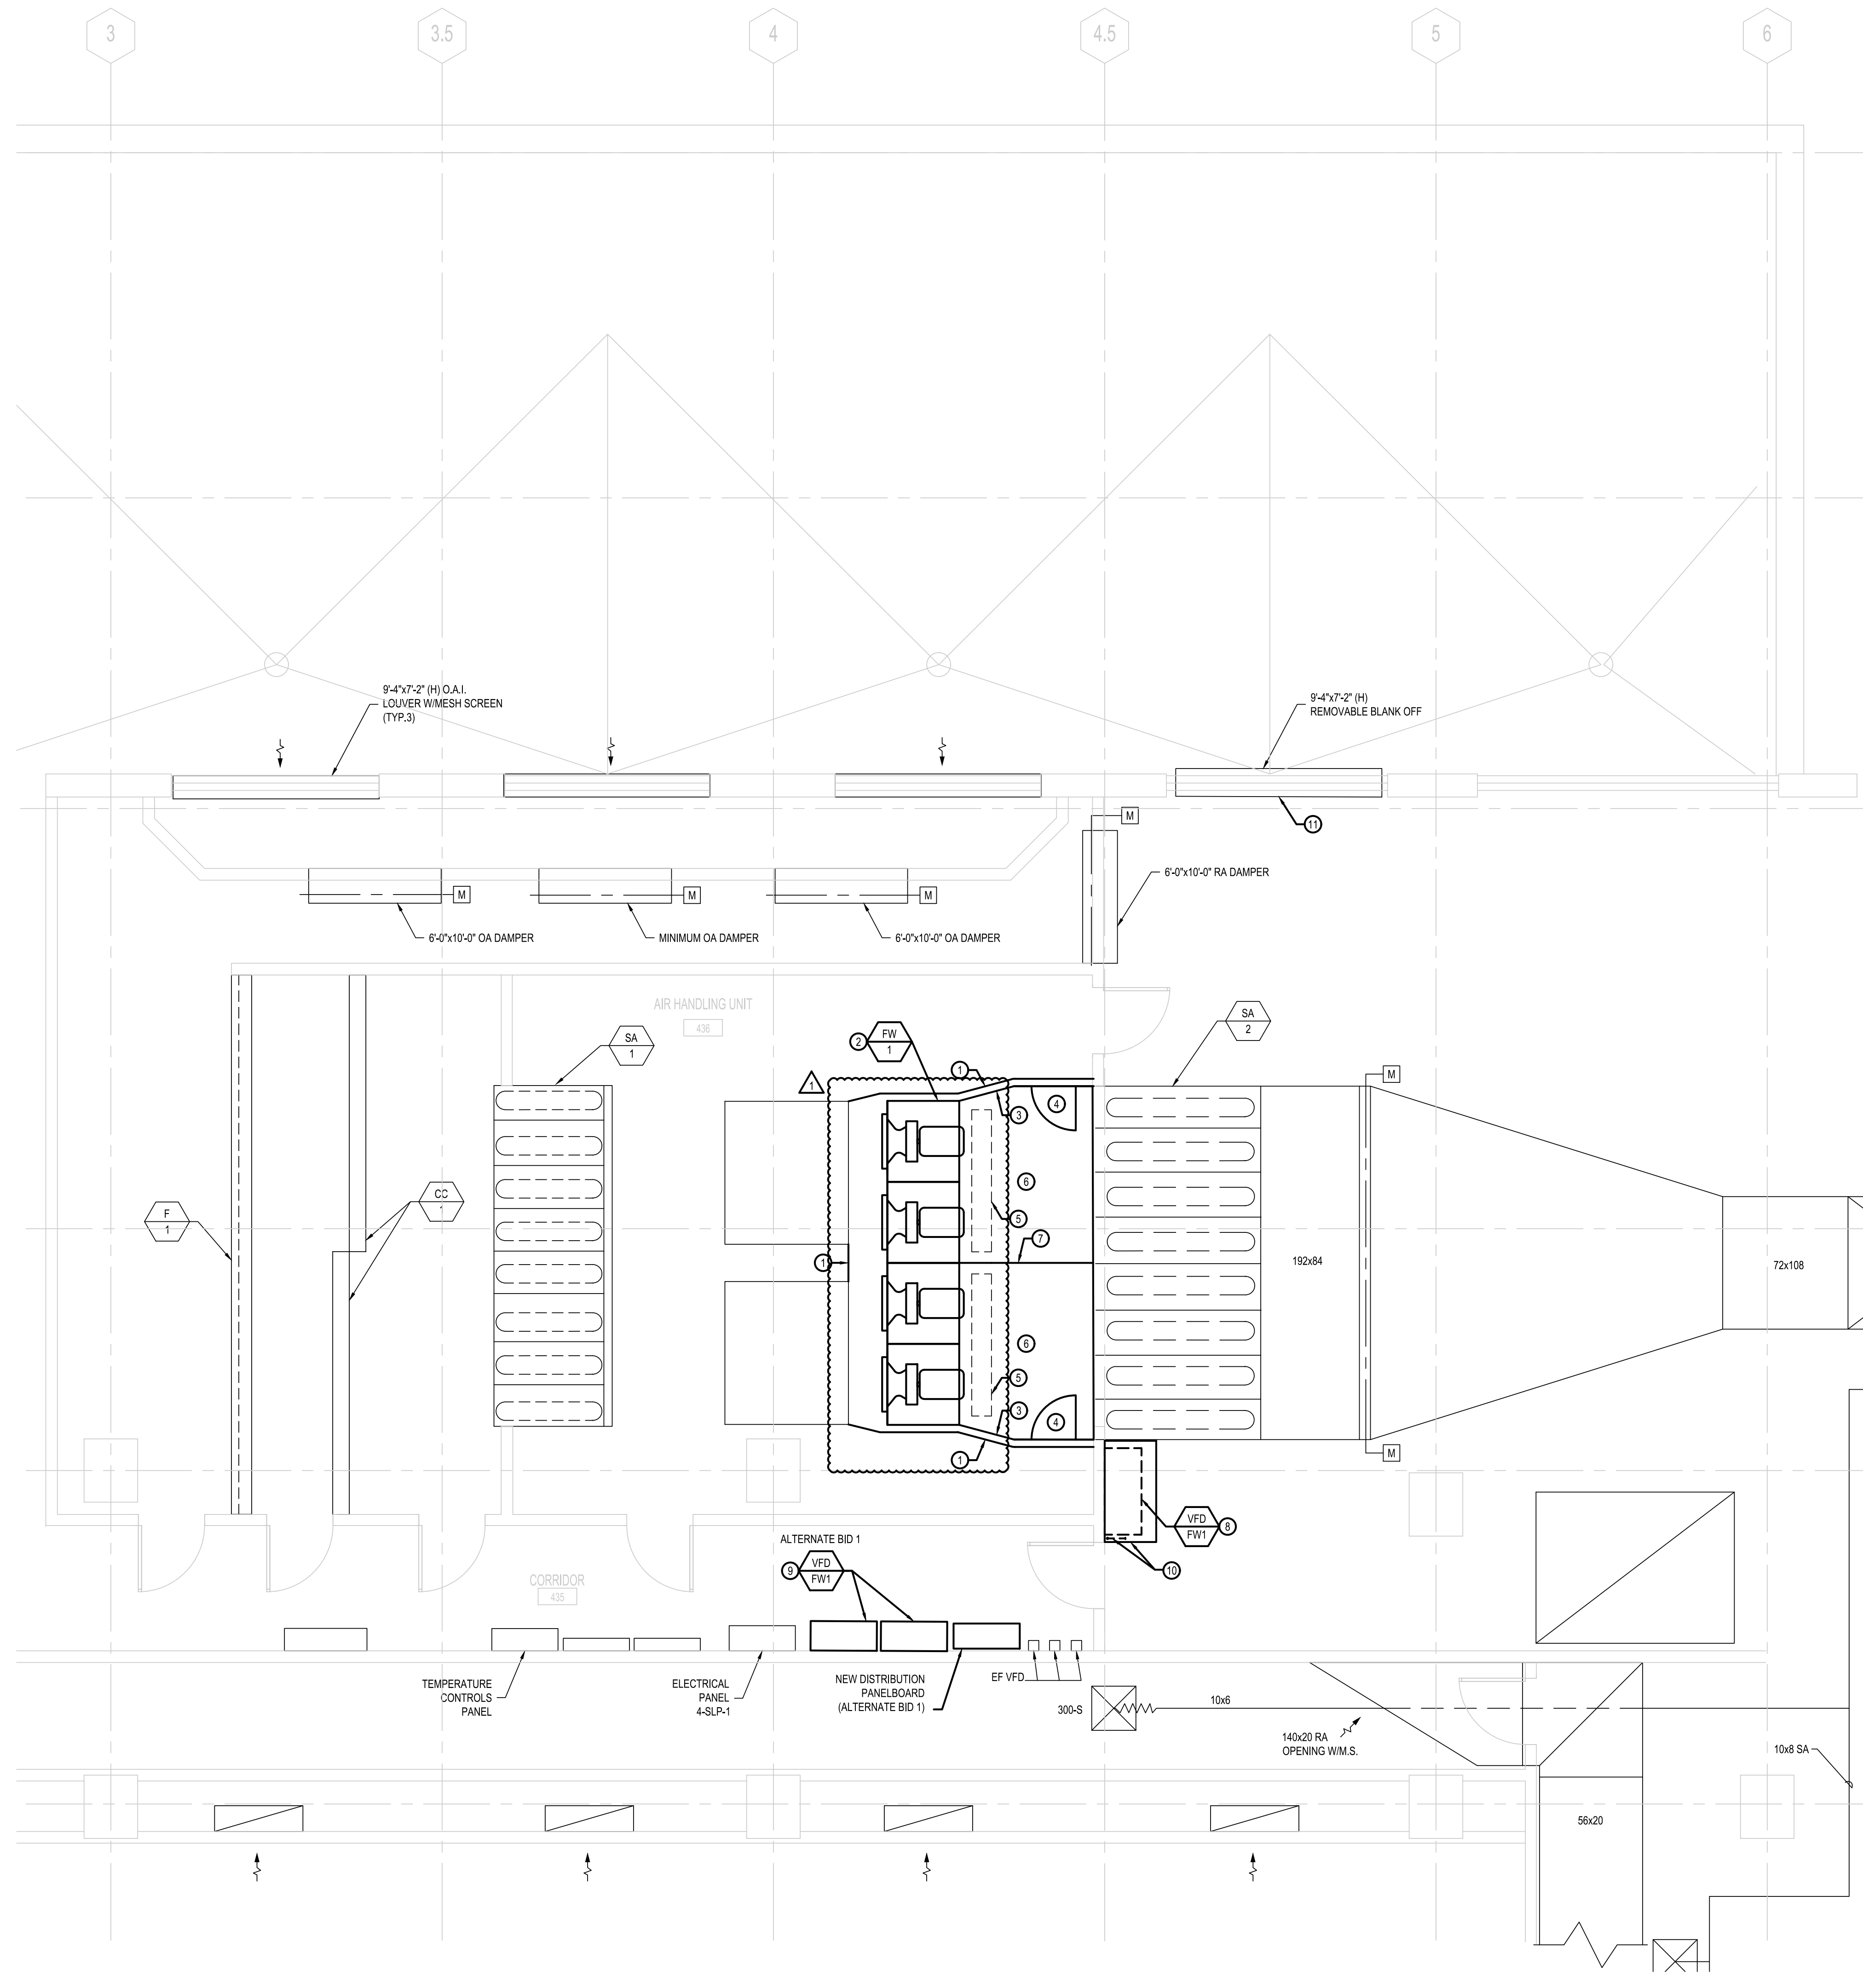 3
3.5
4
4.5
5
6
9'-4"x7'-2" (H) O.A.I.
LOUVER W/MESH SCREEN
(TYP.3)
9'-4"x7'-2" (H)
REMOVABLE BLANK OFF
M
11
6'-0"x10'-0" RA DAMPER
M
M
M
6'-0"x10'-0" OA DAMPER
MINIMUM OA DAMPER
6'-0"x10'-0" OA DAMPER
AIR HANDLING UNIT
436
SA
1
2
FW
1
SA
2
1
1
M
3
4
6
5
7
CC
1
F
1
1
192x84
72x108
6
5
3
4
1
M
VFD
FW1
8
10
ALTERNATE BID 1
9
VFD
FW1
CORRIDOR
435
TEMPERATURE
CONTROLS
PANEL
ELECTRICAL
PANEL
4-SLP-1
NEW DISTRIBUTION
PANELBOARD
(ALTERNATE BID 1)
EF VFD
300-S
10x6
140x20 RA
OPENING W/M.S.
10x8 SA
56x20